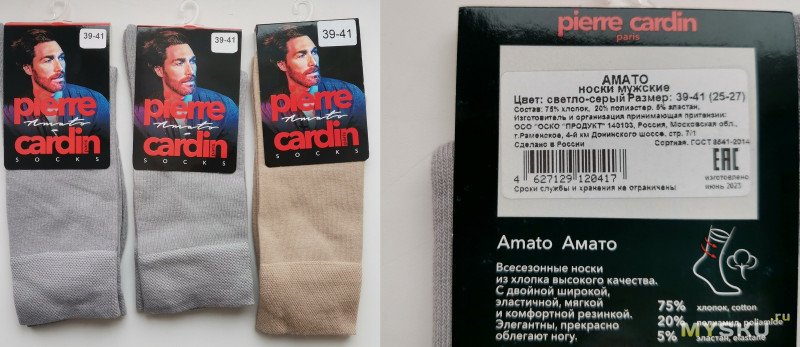 39-41
pierre
Amato
cardin
SOCKS
39-41
pierre
Amato
cardin
SOCKS
39-41
pierre
Amato
cardin
SOCKS
pierre cardin
paris
АМАТО
носки мужские
Цвет: светло-серый Размер: 39-41 (25-27)
Состав: 75% хлопок, 20% полиэстер, 5% эластан,
Изготовитель и организация принимающая притензии:
ООО "ОСКО "ПРОДУКТ" 140103, Россия, Московская обл.,
г.Раменское, 4-й км Донинского шоссе, стр. 7/1
Сделано в России Сортная. ГОСТ 8541-2014
4 627129 120417
EAC
изготовлено
июнь 2023
Сроки службы и хранения не ограничены
Amato Амато
Всесезонные носки
из хлопка высокого качества.
С двойной широкой,
эластичной, мягкой
и комфортной резинкой.
Элегантны, прекрасно
облегают ногу.
75% хлопок, cotton
20% полиамид, poliamide
5% эластан, elastane
MYSKU.ru